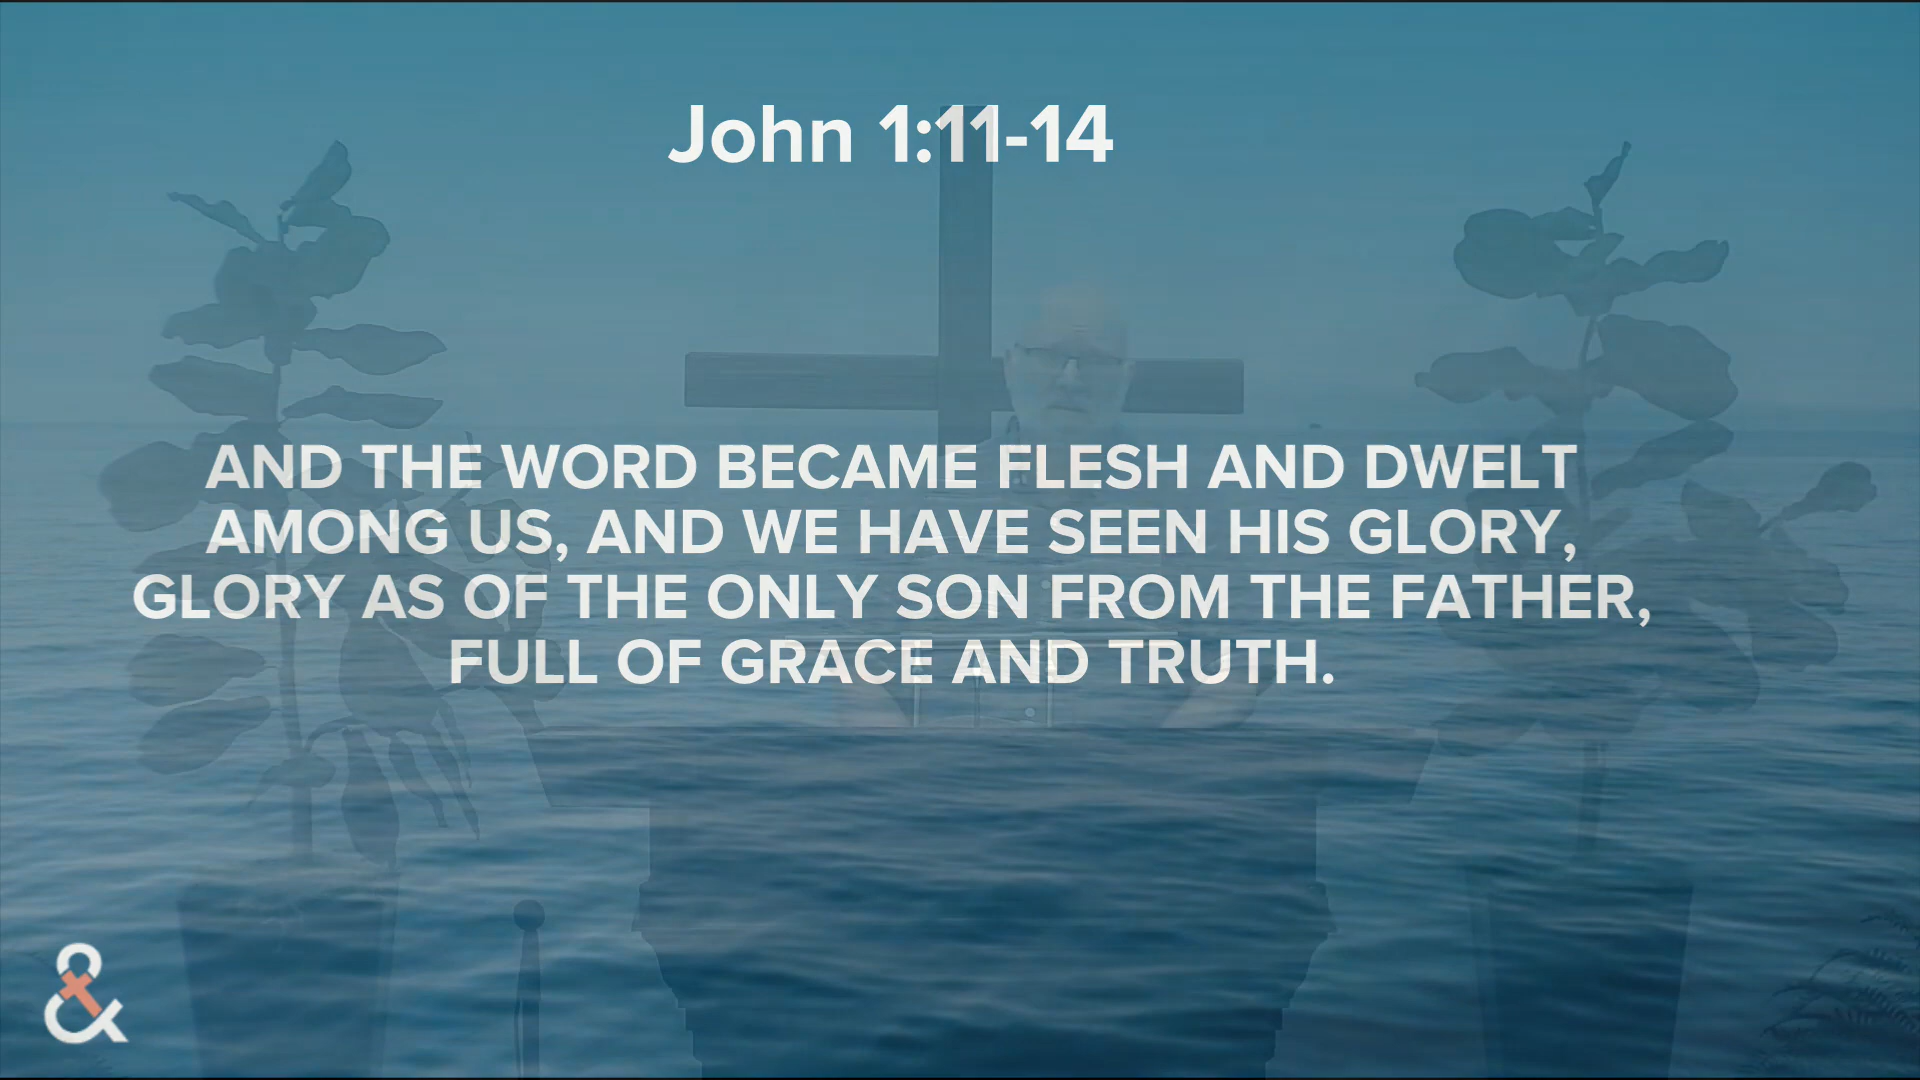 John 1:11-14
AND THE WORD BECAME FLESH AND DWELT
AMONG US, AND WE HAVE SEEN HIS GLORY,
GLORY AS OF THE ONLY SON FROM THE FATHER,
FULL OF GRACE AND TRUTH.
&